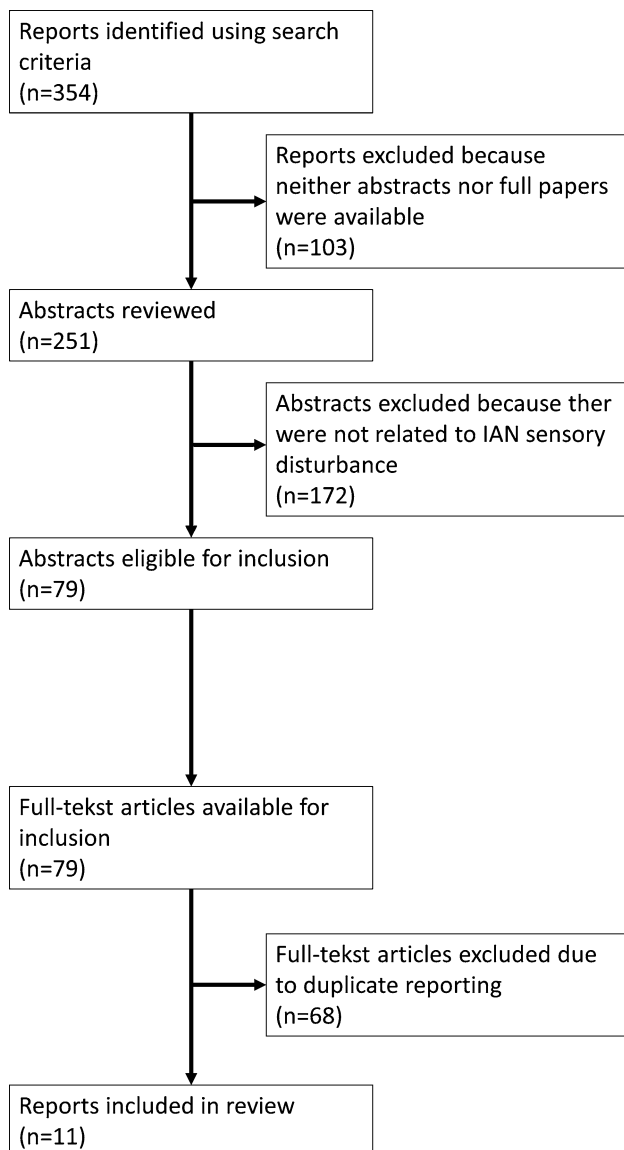 Reports identified using search
criteria
(n=354)
Reports excluded because
neither abstracts nor full papers
were available
(n=103)
Abstracts reviewed
(n=251)
Abstracts excluded because ther
were not related to IAN sensory
disturbance
(n=172)
Abstracts eligible for inclusion
(n=79)
Full-tekst articles available for
inclusion
(n=79)
Full-tekst articles excluded due
to duplicate reporting
(n=68)
Reports included in review
(n=11)